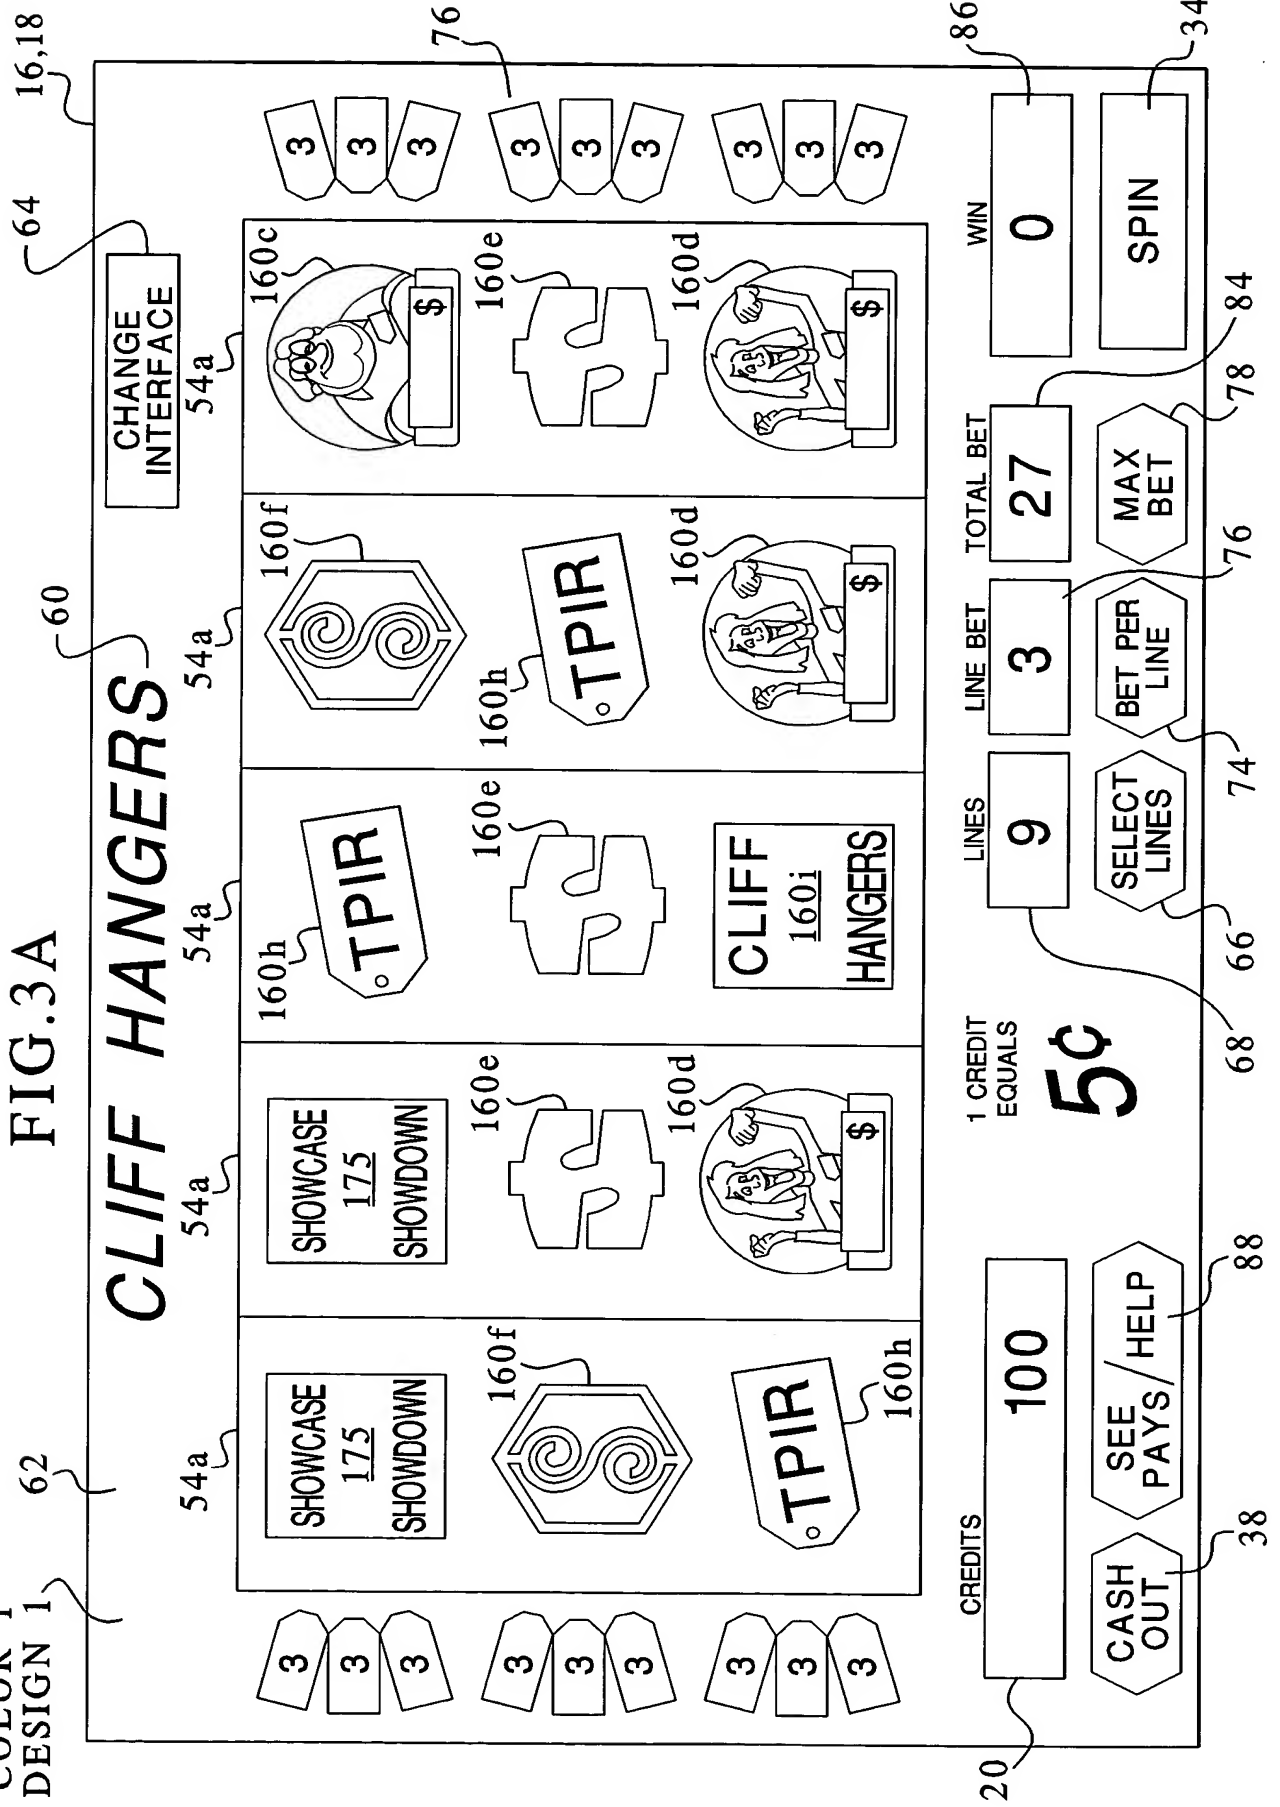 FIG.3A
COLOR 1
DESIGN 1
62
60
64
16,18
CLIFF HANGERS
CHANGE
INTERFACE
54a
54a
54a
54a
54a
3
3
3
SHOWCASE
175
SHOWDOWN
SHOWCASE
175
SHOWDOWN
160h
TPIR
160f
160c
$
3
3
3
76
3
3
3
160f
160e
160e
160h
TPIR
160e
3
3
3
3
3
3
TPIR
160h
160d
$
CLIFF
160i
HANGERS
160d
$
160d
$
3
3
3
CREDITS
100
20
1 CREDIT
EQUALS
5¢
LINES
9
LINE BET
3
TOTAL BET
27
WIN
0
86
CASH
OUT
SEE
PAYS/HELP
SELECT
LINES
BET PER
LINE
MAX
BET
SPIN
38
88
68
66
74
76
78
84
34